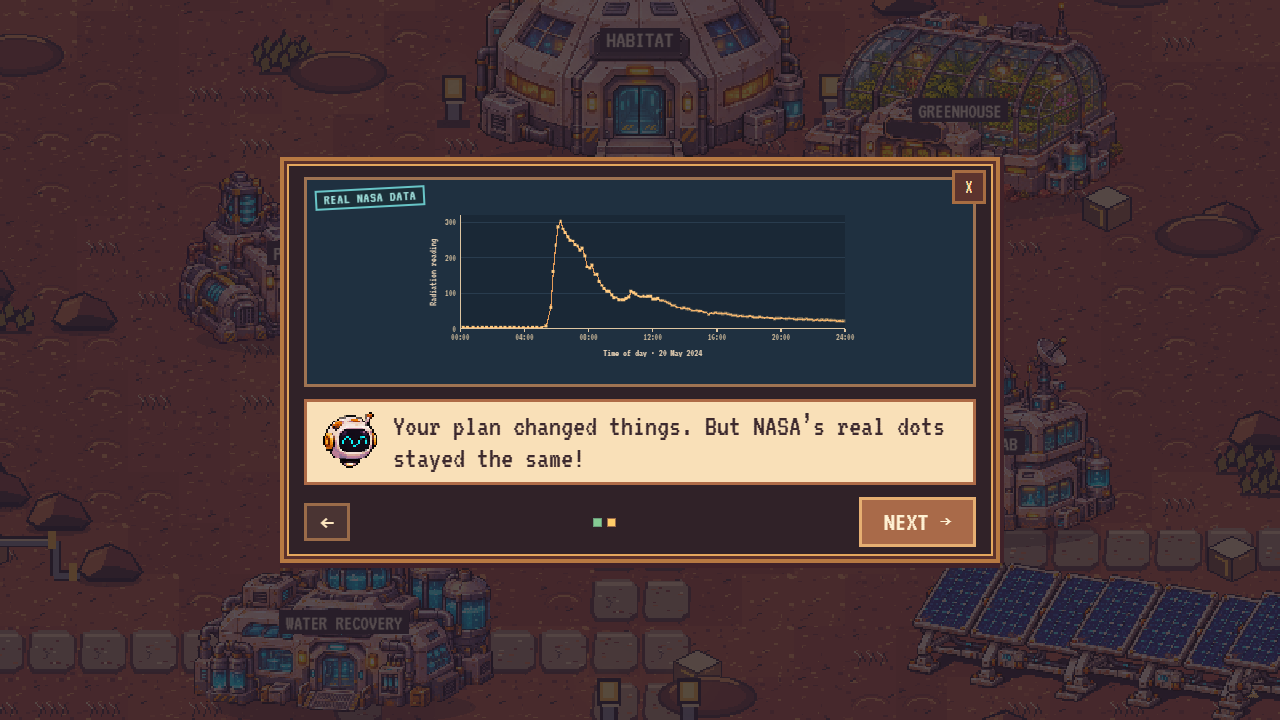 HABITAT
GREENHOUSE
REAL NASA DATA
X
Radiation reading
300
200
100
0
00:00 04:00 08:00 12:00 16:00 20:00 24:00
Time of day · 20 May 2024
Your plan changed things. But NASA's real dots
stayed the same!
←
NEXT →
WATER RECOVERY